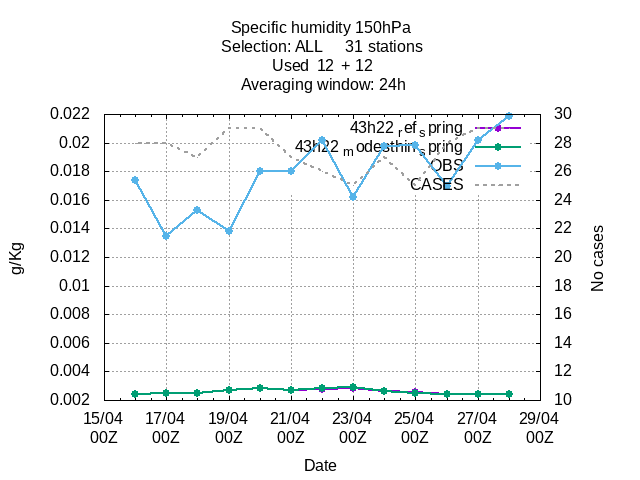 Specific humidity 150hPa
Selection: ALL 31 stations
Used 12 + 12
Averaging window: 24h
0.022
0.02
0.018
0.016
0.014
0.012
0.01
0.008
0.006
0.004
0.002
g/Kg
43h22_ref_spring
43h22_modestfrin_spring
OBS
CASES
30
28
26
24
22
20
18
16
14
12
10
No cases
15/04 17/04 19/04 21/04 23/04 25/04 27/04 29/04
00Z 00Z 00Z 00Z 00Z 00Z 00Z 00Z
Date